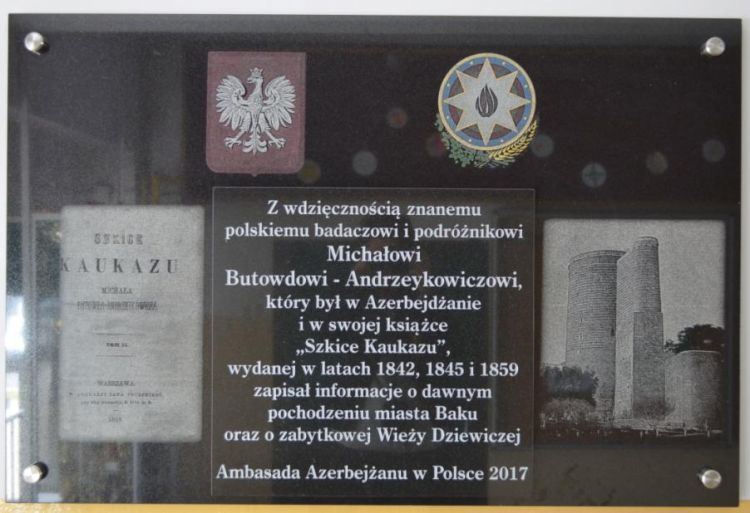 Z wdzięcznością znanemu
polskiemu badaczowi i podróżnikowi
Michałowi
Butowdowi - Andrzeykowiczowi,
który był w Azerbejdżanie
i w swojej książce
„Szkice Kaukazu”,
wydanej w latach 1842, 1845 i 1859
zapisał informacje o dawnym
pochodzeniu miasta Baku
oraz o zabytkowej Wieży Dziewiczej
Ambasada Azerbejżanu w Polsce 2017
SZKICE
KAUKAZU
MICHAŁA
TOM II.
WARSZAWA